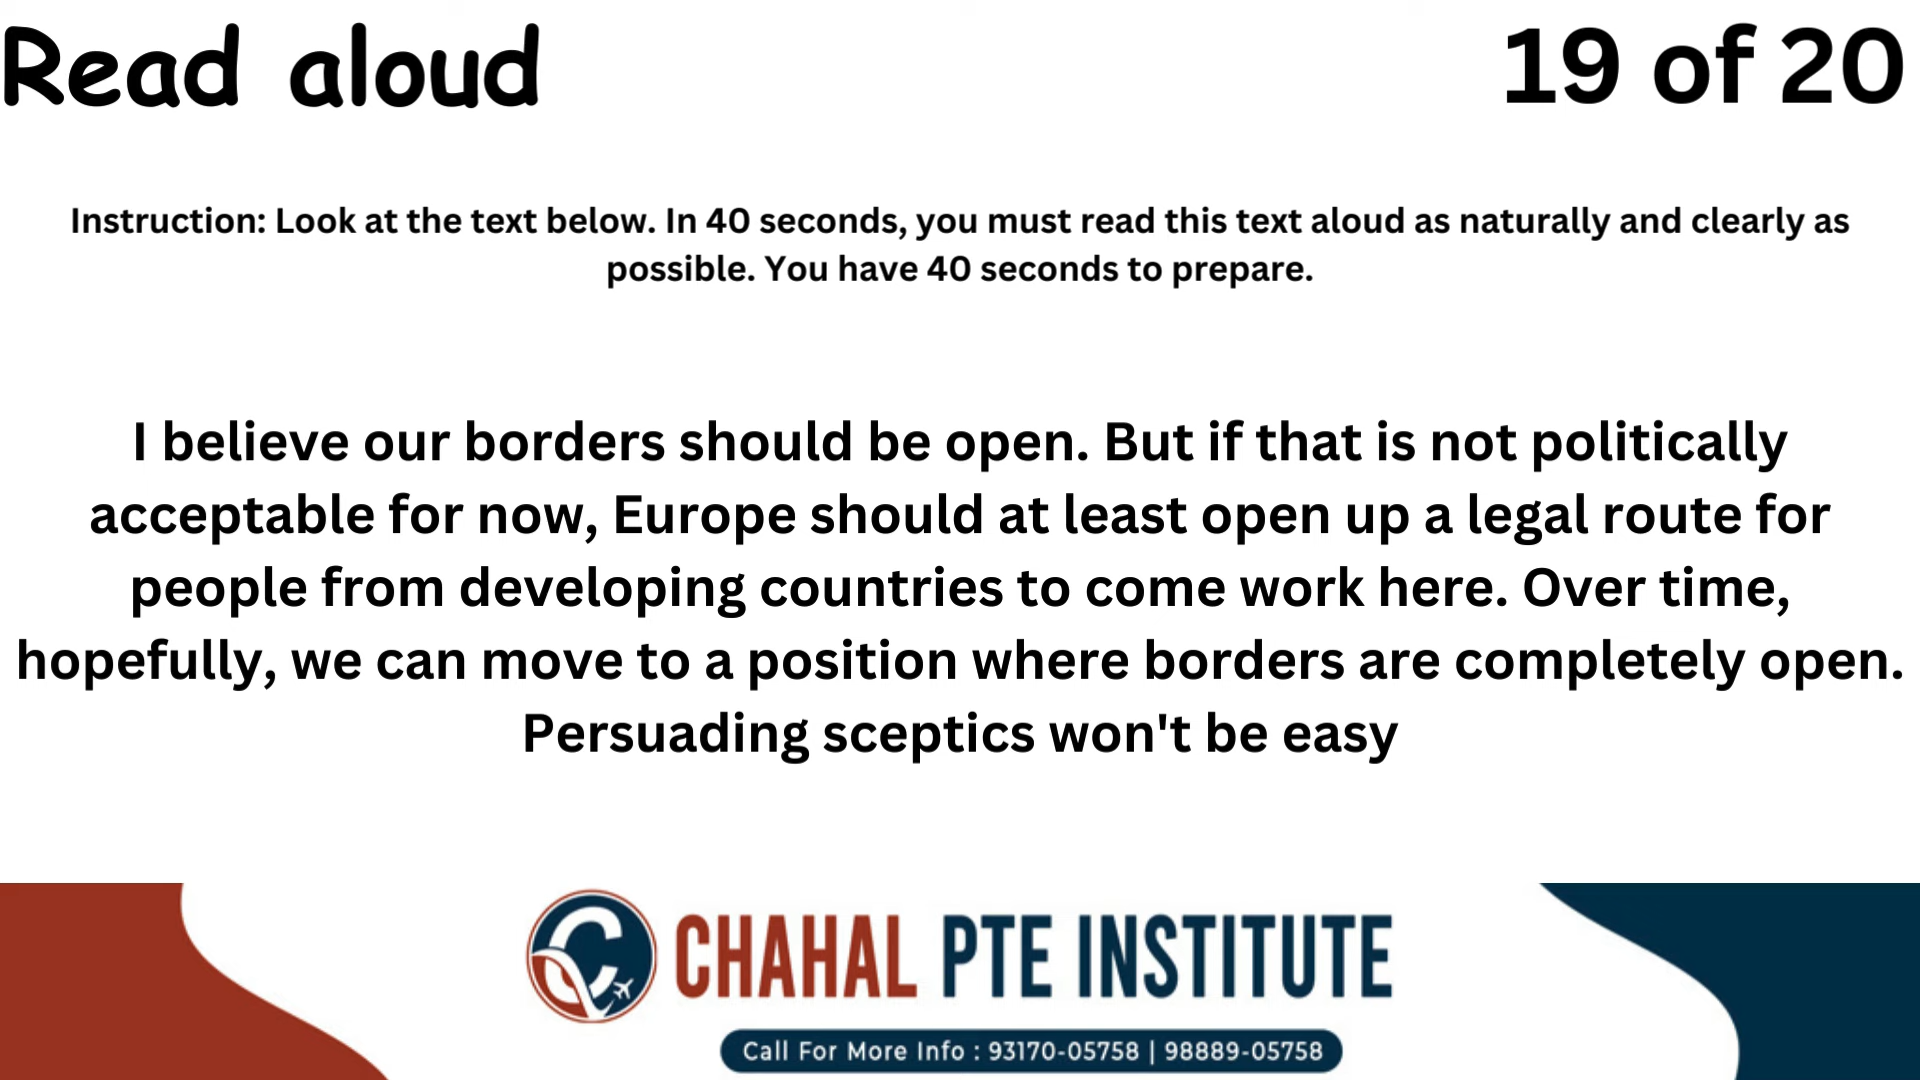 Read aloud
19 of 20
Instruction: Look at the text below. In 40 seconds, you must read this text aloud as naturally and clearly as
possible. You have 40 seconds to prepare.
I believe our borders should be open. But if that is not politically
acceptable for now, Europe should at least open up a legal route for
people from developing countries to come work here. Over time,
hopefully, we can move to a position where borders are completely open.
Persuading sceptics won't be easy
CHAHAL PTE INSTITUTE
Call For More Info : 93170-05758 | 98889-05758